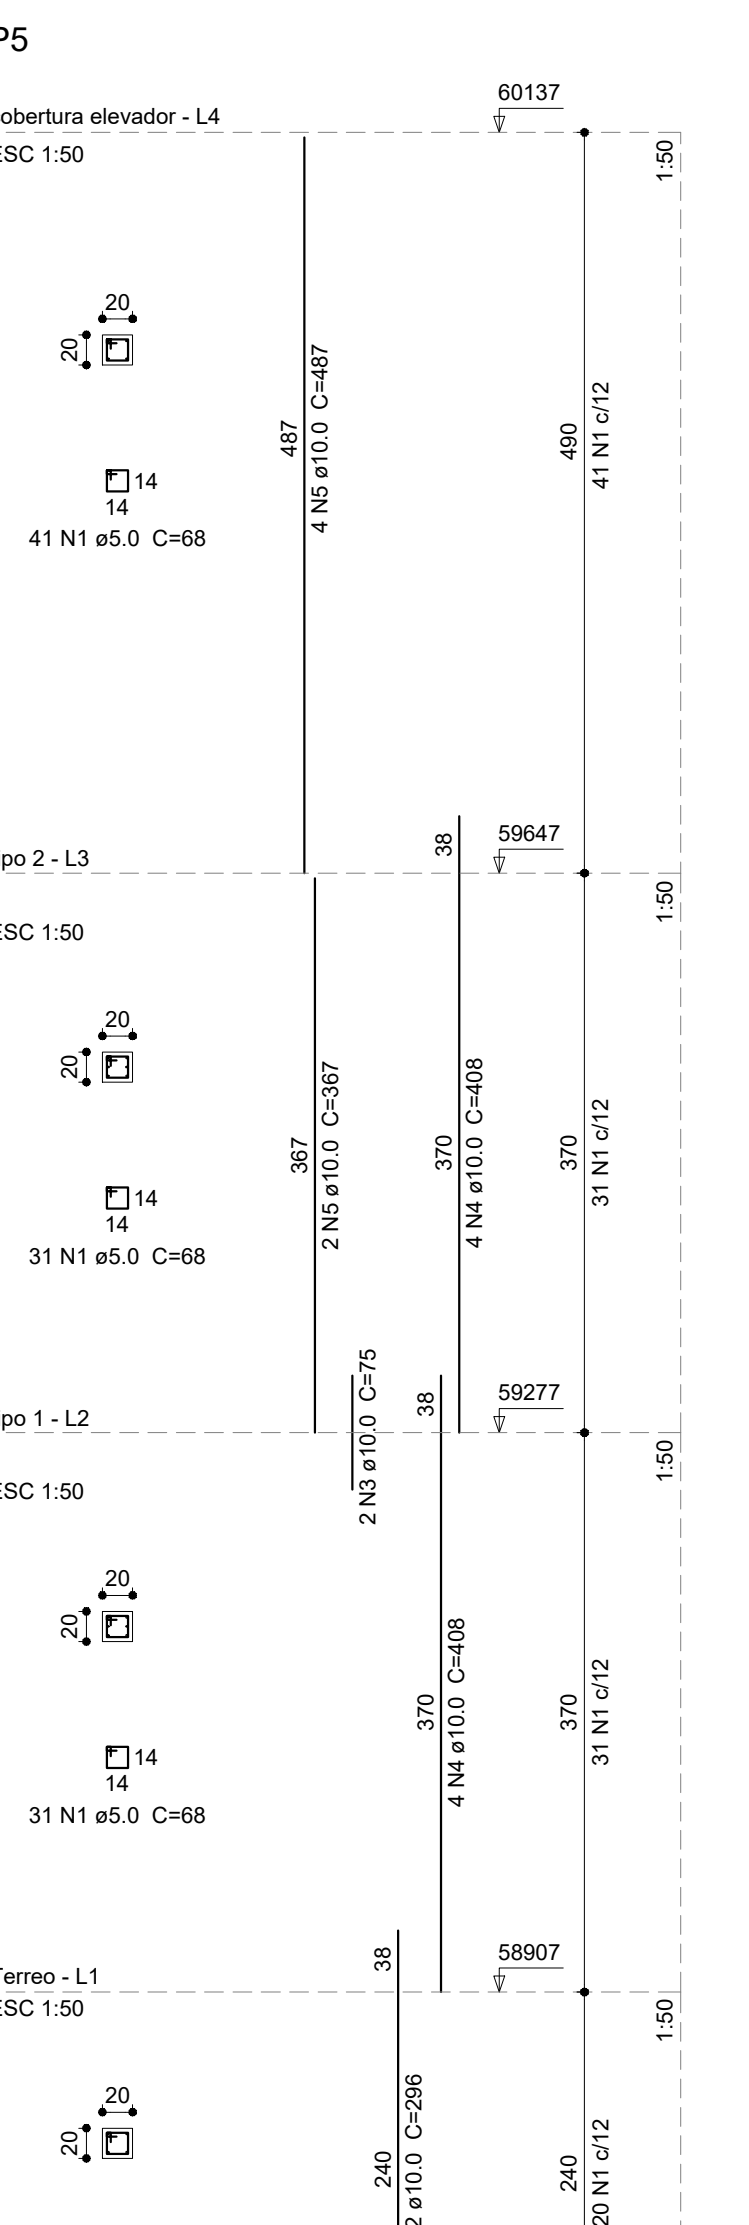 P5
60137
obertura elevador - L4
ESC 1:50
1:50
20
20
487
4 N5 ø10.0 C=487
490
41 N1 c/12
14
14
41 N1 ø5.0 C=68
38
59647
po 2 - L3
1:50
ESC 1:50
20
20
367
2 N5 ø10.0 C=367
370
4 N4 ø10.0 C=408
370
31 N1 c/12
14
14
31 N1 ø5.0 C=68
2 N3 ø10.0 C=75
38
59277
po 1 - L2
1:50
ESC 1:50
20
20
370
4 N4 ø10.0 C=408
370
31 N1 c/12
14
14
31 N1 ø5.0 C=68
38
58907
Terreo - L1
ESC 1:50
1:50
20
20
240
2 ø10.0 C=296
240
20 N1 c/12